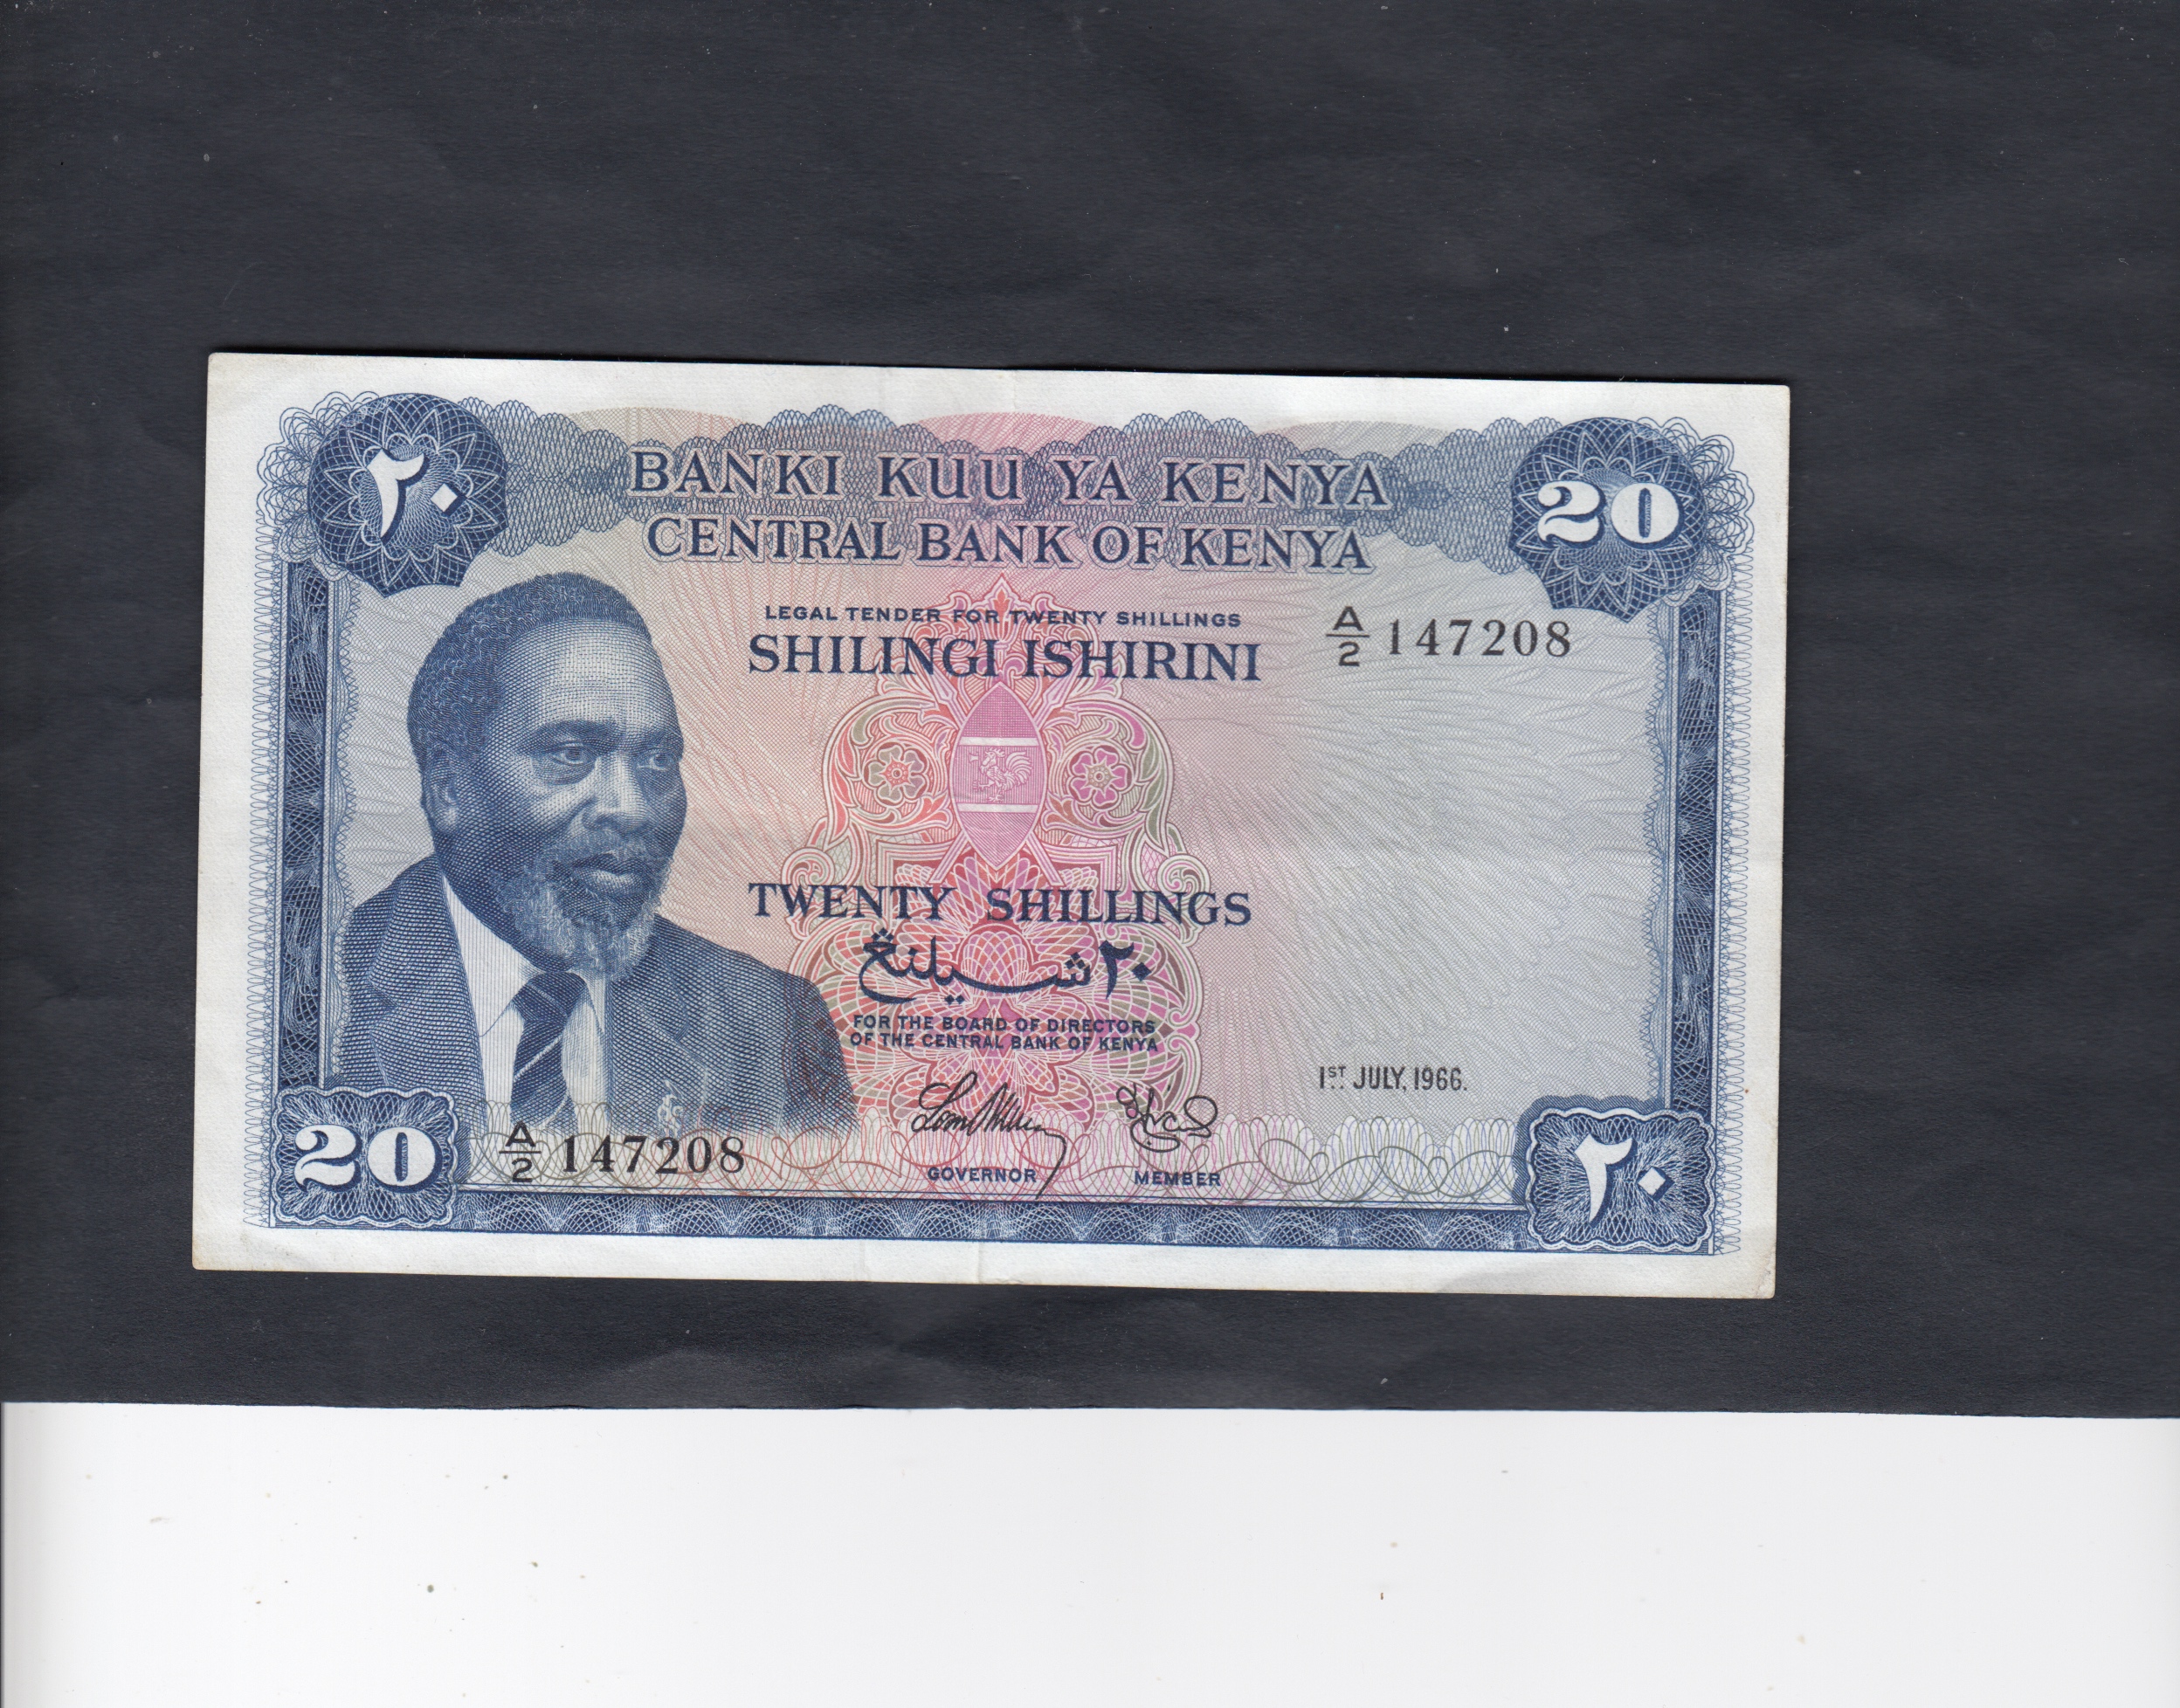 ٢٠
BANKI KUU YA KENYA
20
CENTRAL BANK OF KENYA
LEGAL TENDER FOR TWENTY SHILLINGS
SHILINGI ISHIRINI
A/2 147208
TWENTY SHILLINGS
٢٠ شيلنڠ
FOR THE BOARD OF DIRECTORS
OF THE CENTRAL BANK OF KENYA
1ST JULY, 1966.
20
A/2 147208
GOVERNOR
MEMBER
٢٠